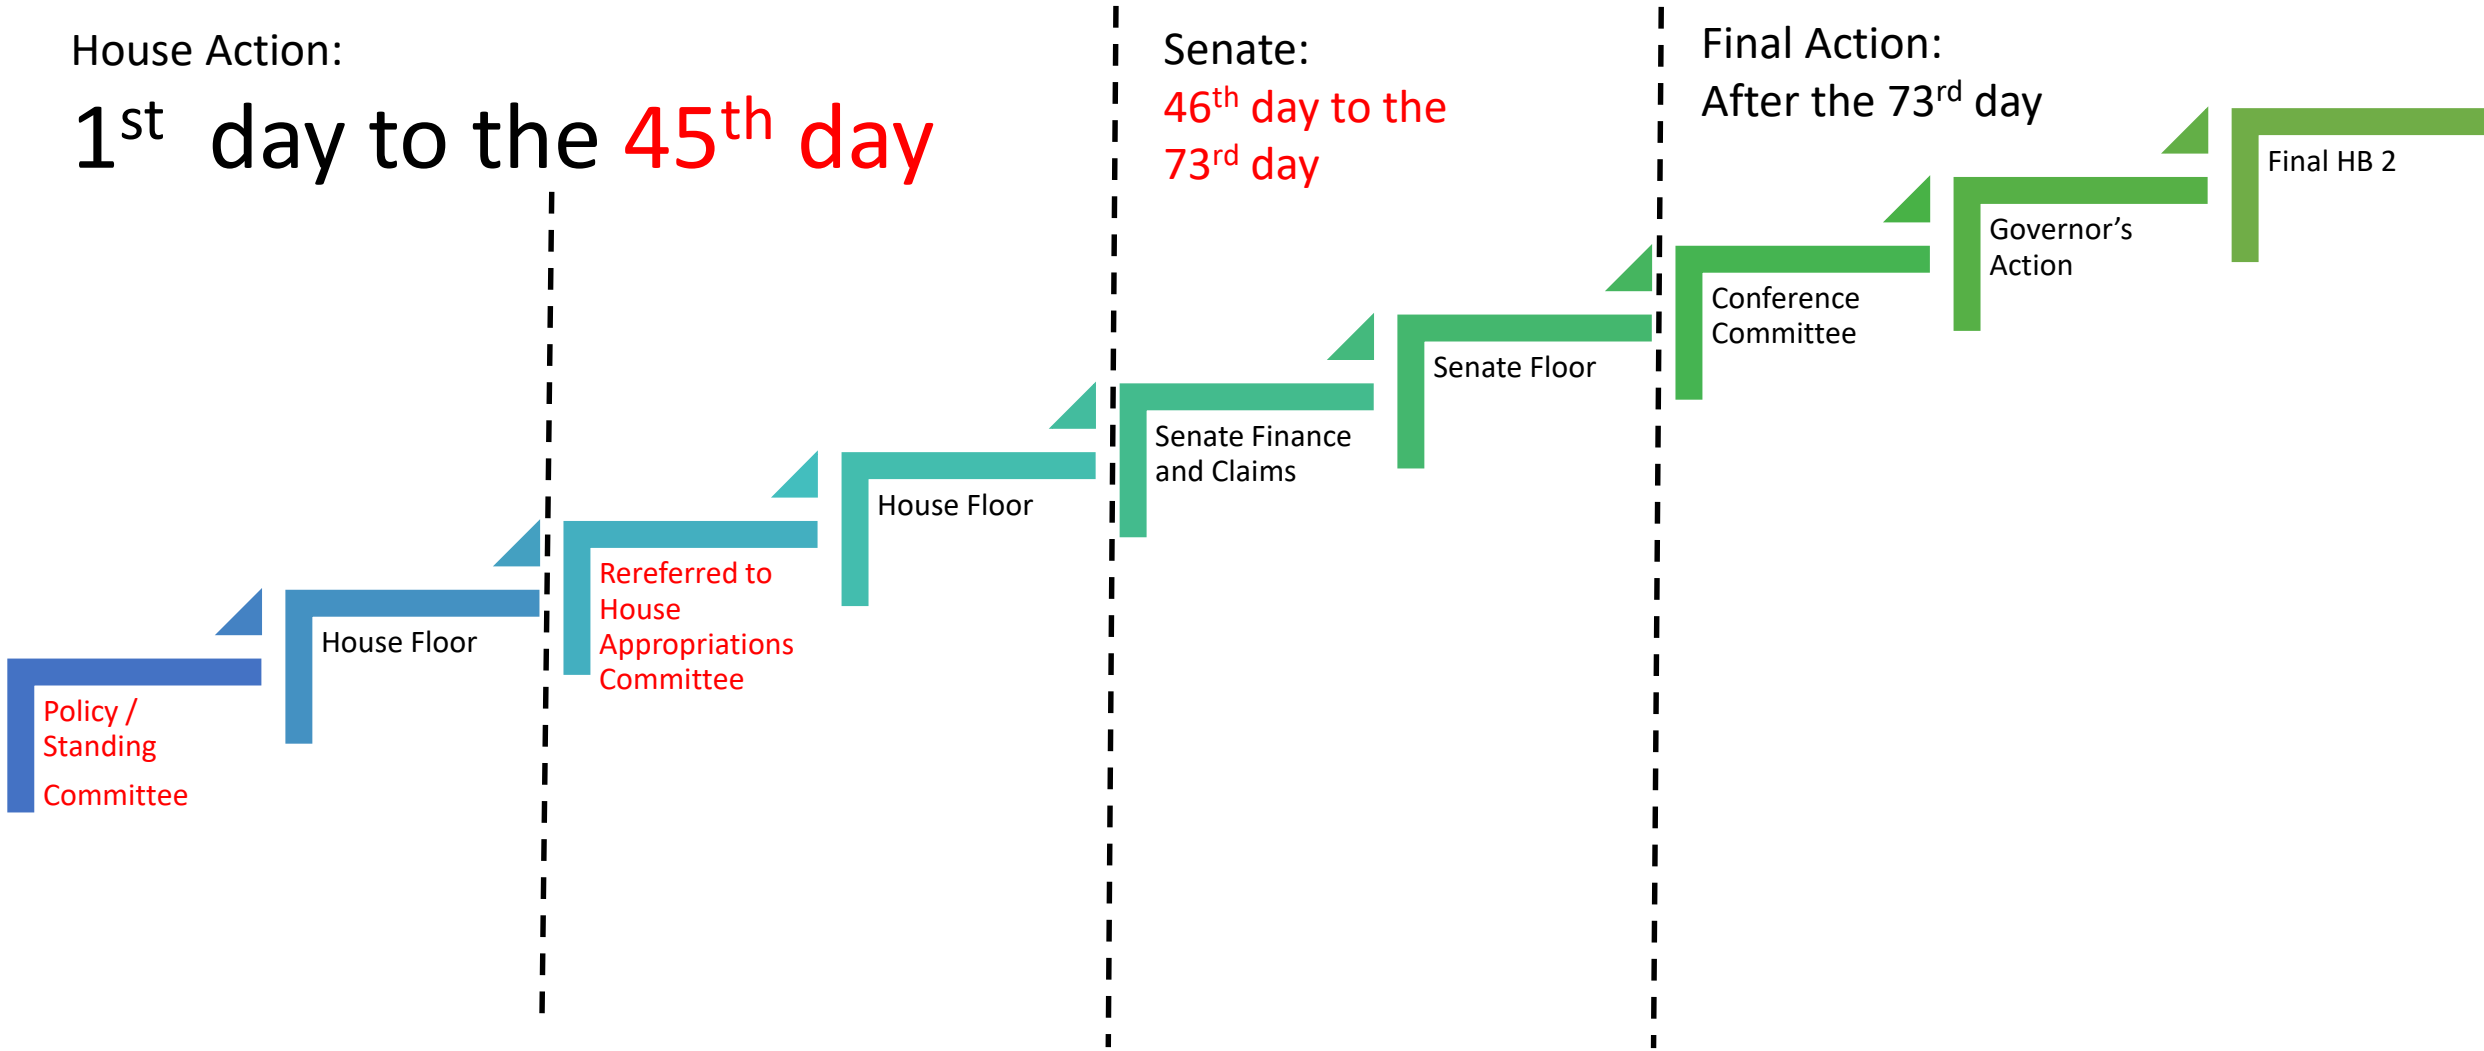 House Action:
1st day to the 45th day
Senate:
46th day to the
73rd day
Final Action:
After the 73rd day
Policy /
Standing
Committee
House Floor
Rereferred to
House
Appropriations
Committee
House Floor
Senate Finance
and Claims
Senate Floor
Conference
Committee
Governor’s
Action
Final HB 2